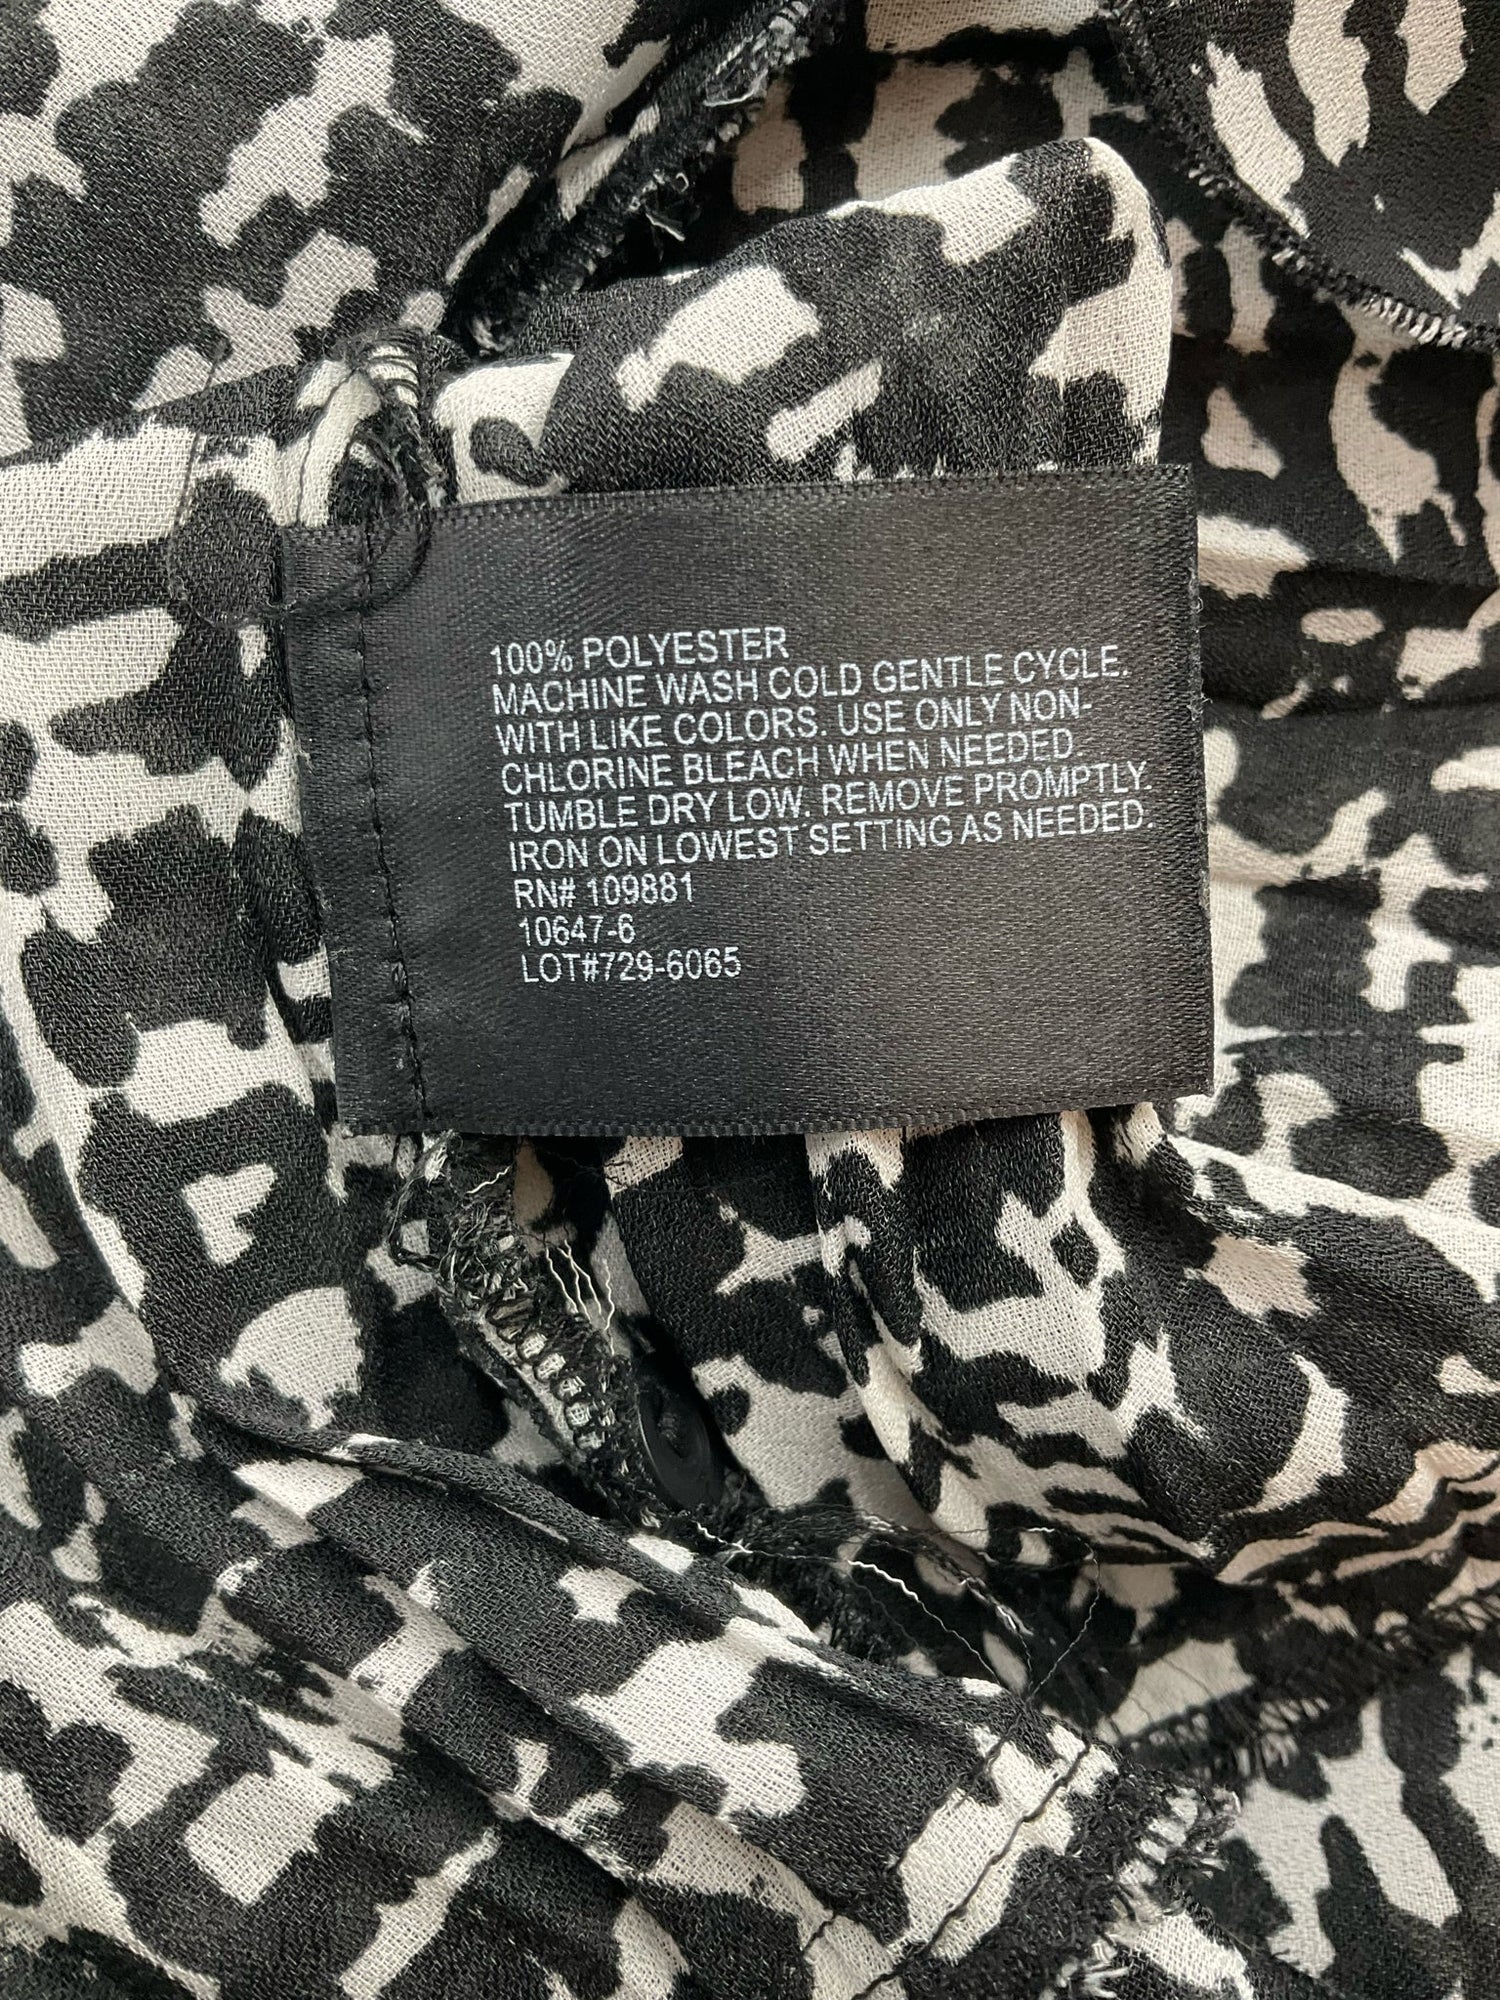 100% POLYESTER
MACHINE WASH COLD GENTLE CYCLE.
WITH LIKE COLORS. USE ONLY NON-
CHLORINE BLEACH WHEN NEEDED.
TUMBLE DRY LOW. REMOVE PROMPTLY.
IRON ON LOWEST SETTING AS NEEDED.
RN# 109881
10647-6
LOT#729-6065